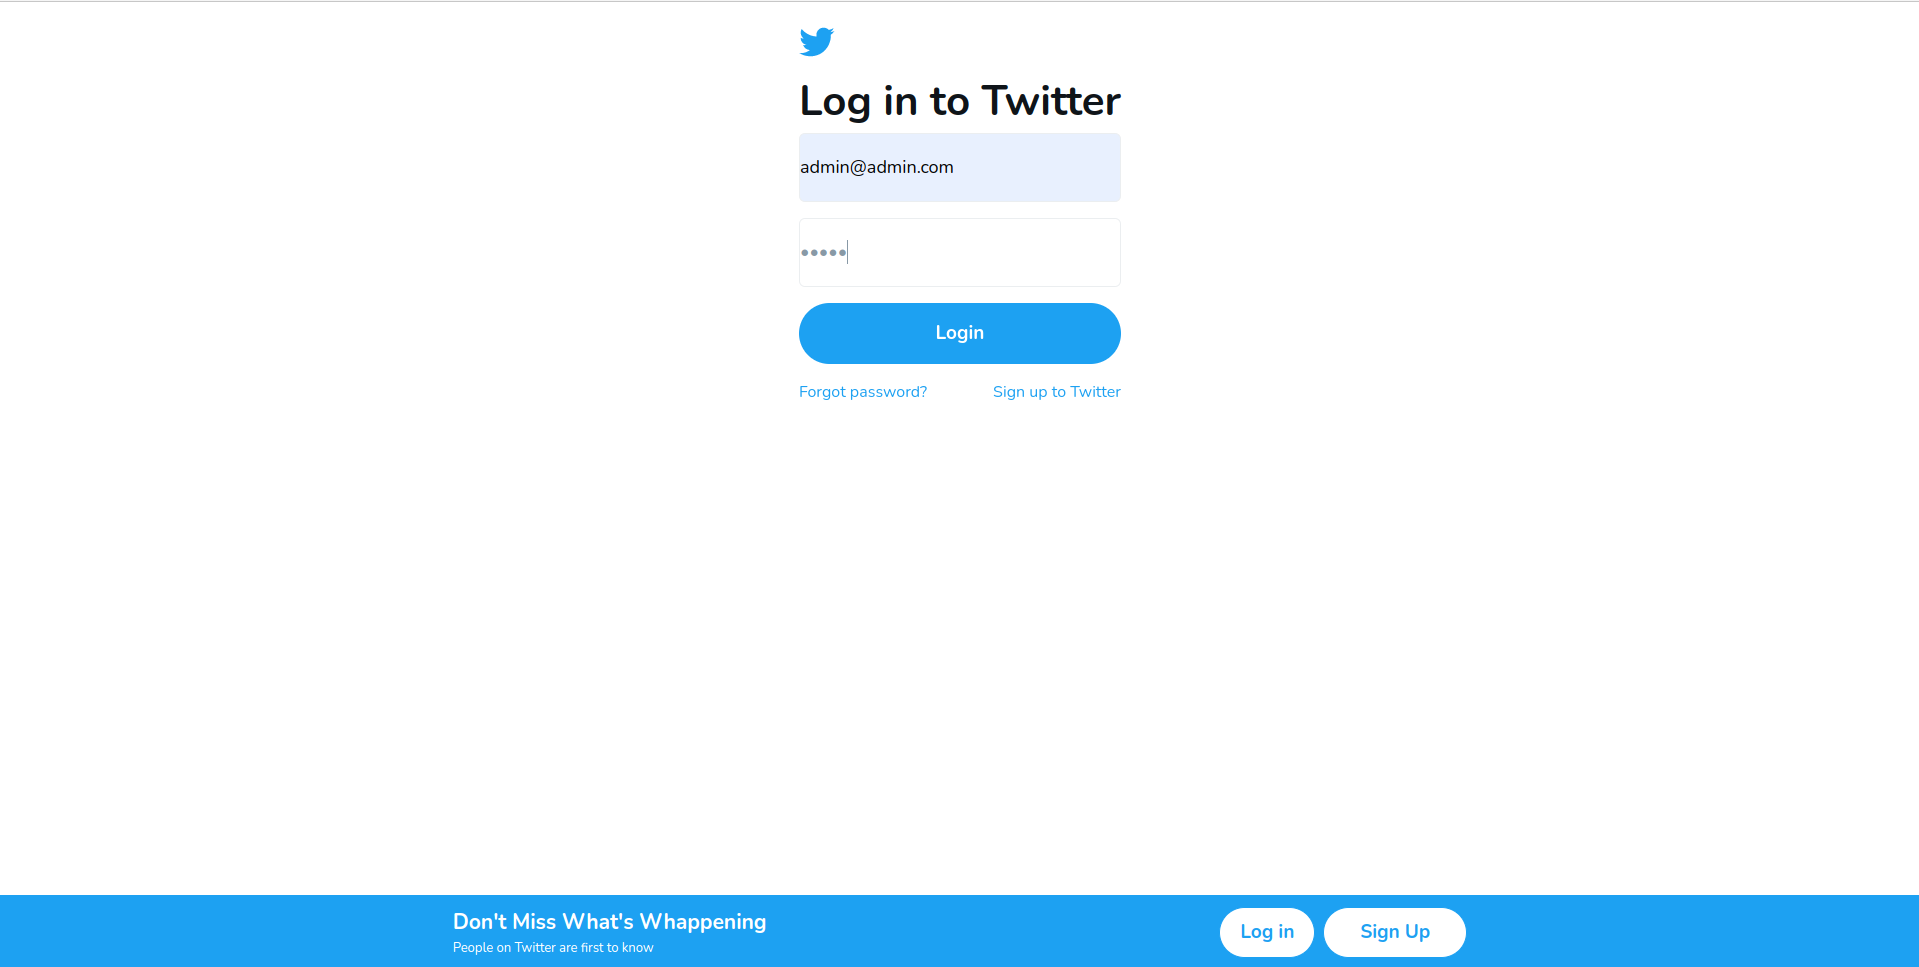 Log in to Twitter
admin@admin.com
•••••
Login
Forgot password? Sign up to Twitter
Don't Miss What's Whappening
People on Twitter are first to know
Log in Sign Up